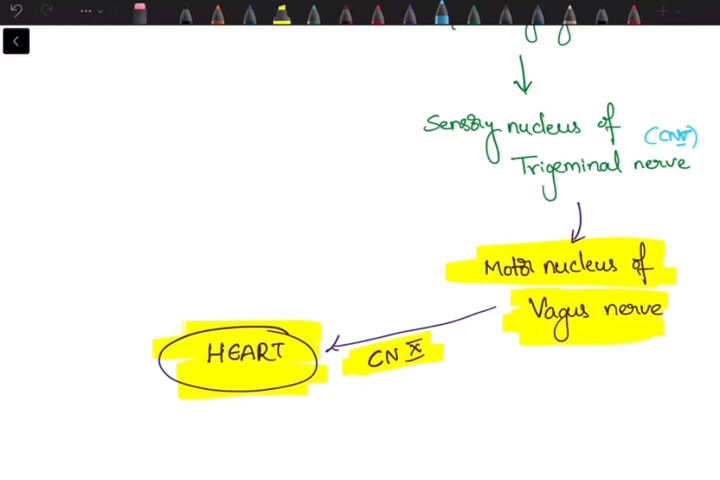 Sensory nucleus of
(CN V)
Trigeminal nerve
Motor nucleus of
Vagus nerve
HEART
CN X